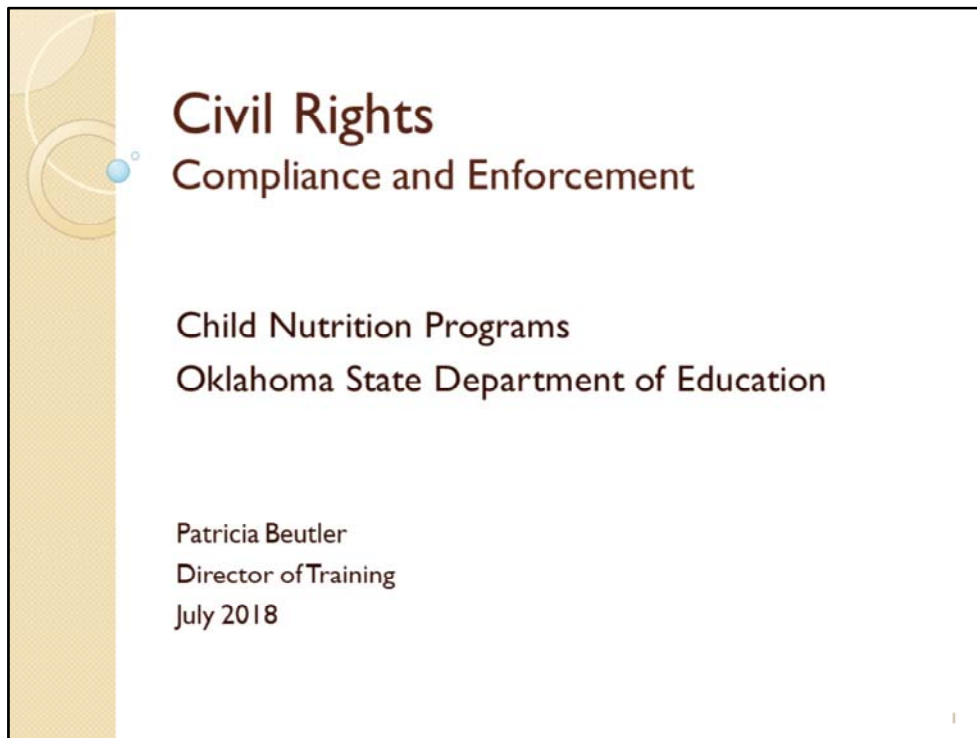 Civil Rights
Compliance and Enforcement
Child Nutrition Programs
Oklahoma State Department of Education
Patricia Beutler
Director of Training
July 2018
1